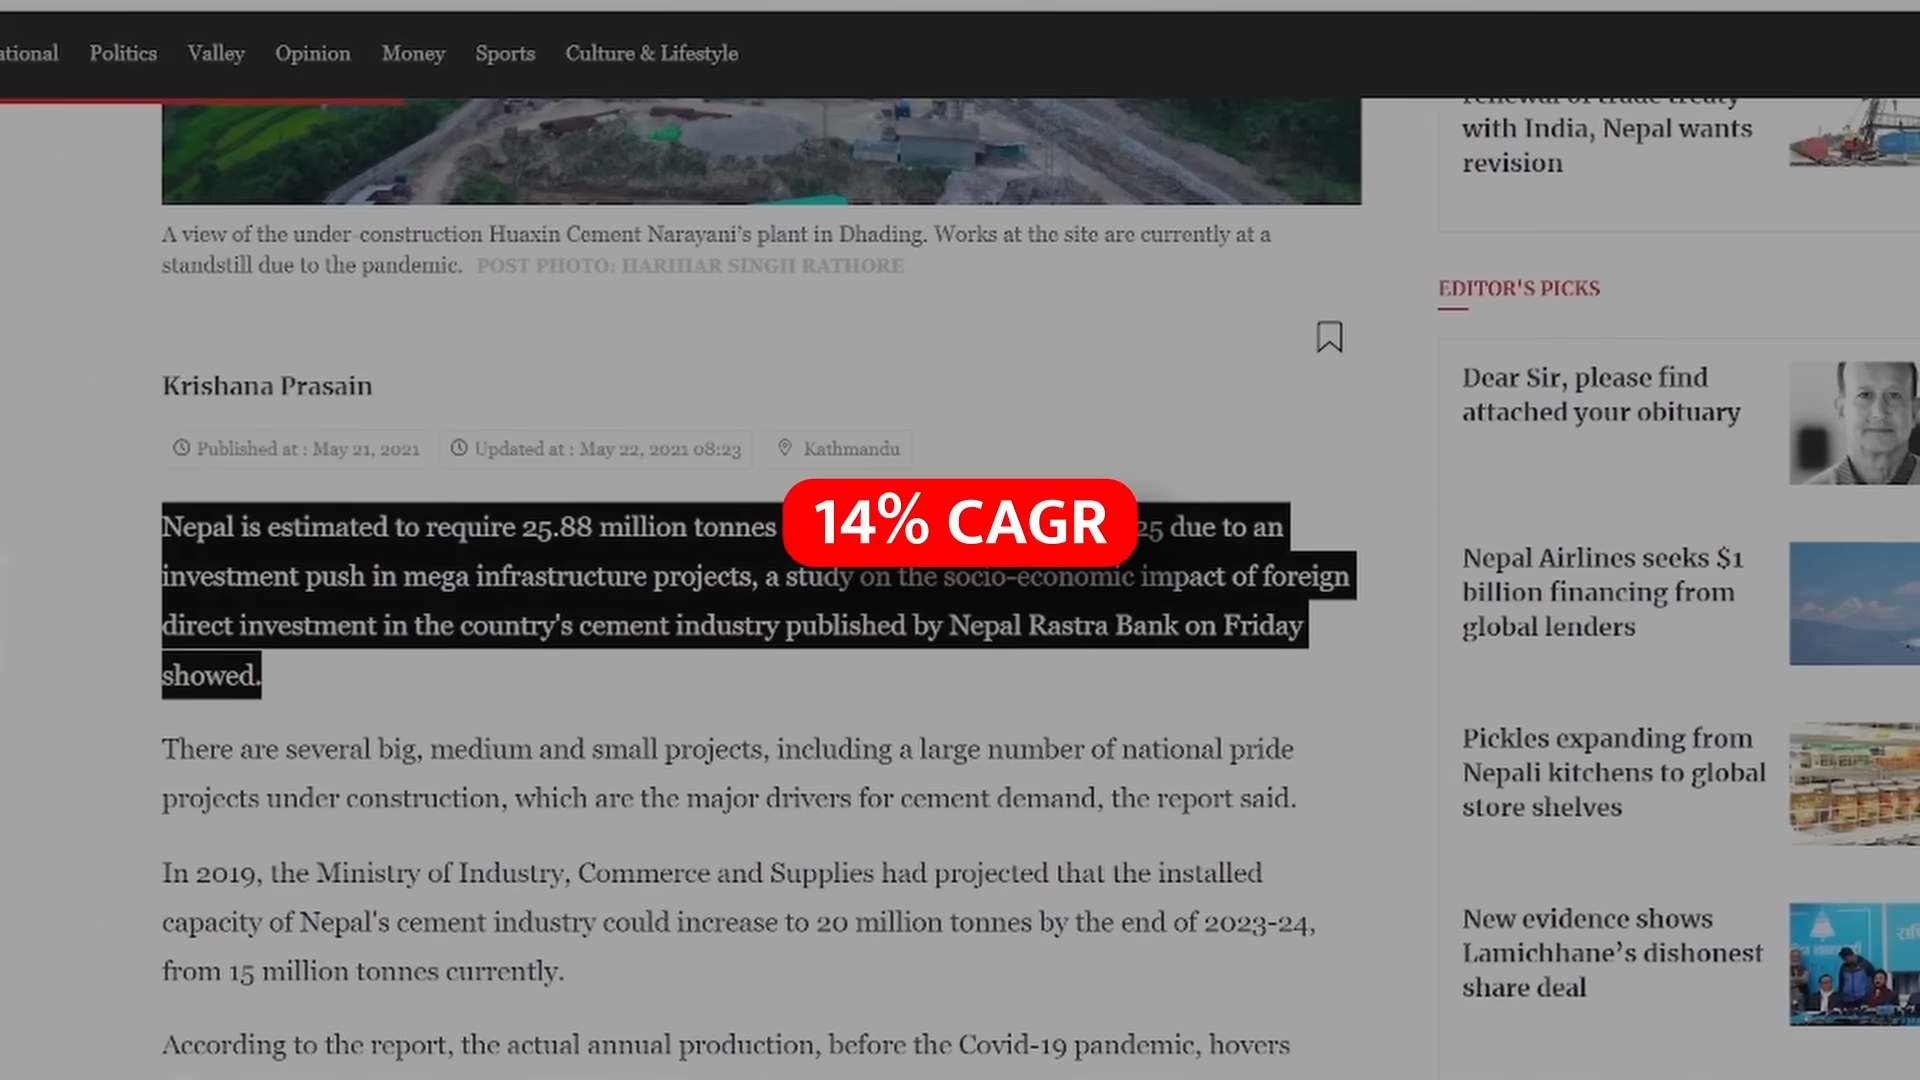 ational Politics Valley Opinion Money Sports Culture & Lifestyle
A view of the under-construction Huaxin Cement Narayani's plant in Dhading. Works at the site are currently at a
standstill due to the pandemic. POST PHOTO: HARIHAR SINGH RATHORE
Krishana Prasain
Published at : May 21, 2021 Updated at : May 22, 2021 08:23 Kathmandu
Nepal is estimated to require 25.88 million tonnes
14% CAGR
25 due to an
investment push in mega infrastructure projects, a study on the socio-economic impact of foreign
direct investment in the country's cement industry published by Nepal Rastra Bank on Friday
showed.
There are several big, medium and small projects, including a large number of national pride
projects under construction, which are the major drivers for cement demand, the report said.
In 2019, the Ministry of Industry, Commerce and Supplies had projected that the installed
capacity of Nepal's cement industry could increase to 20 million tonnes by the end of 2023-24,
from 15 million tonnes currently.
According to the report, the actual annual production, before the Covid-19 pandemic, hovers
renewal of trade treaty
with India, Nepal wants
revision
EDITOR'S PICKS
Dear Sir, please find
attached your obituary
Nepal Airlines seeks $1
billion financing from
global lenders
Pickles expanding from
Nepali kitchens to global
store shelves
New evidence shows
Lamichhane's dishonest
share deal